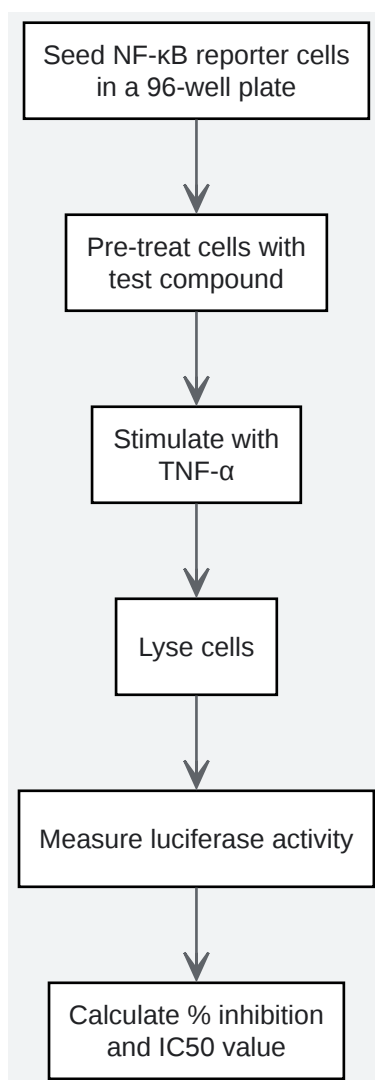 Seed NF-κB reporter cells
in a 96-well plate
Pre-treat cells with
test compound
Stimulate with
TNF-α
Lyse cells
Measure luciferase activity
Calculate % inhibition
and IC50 value